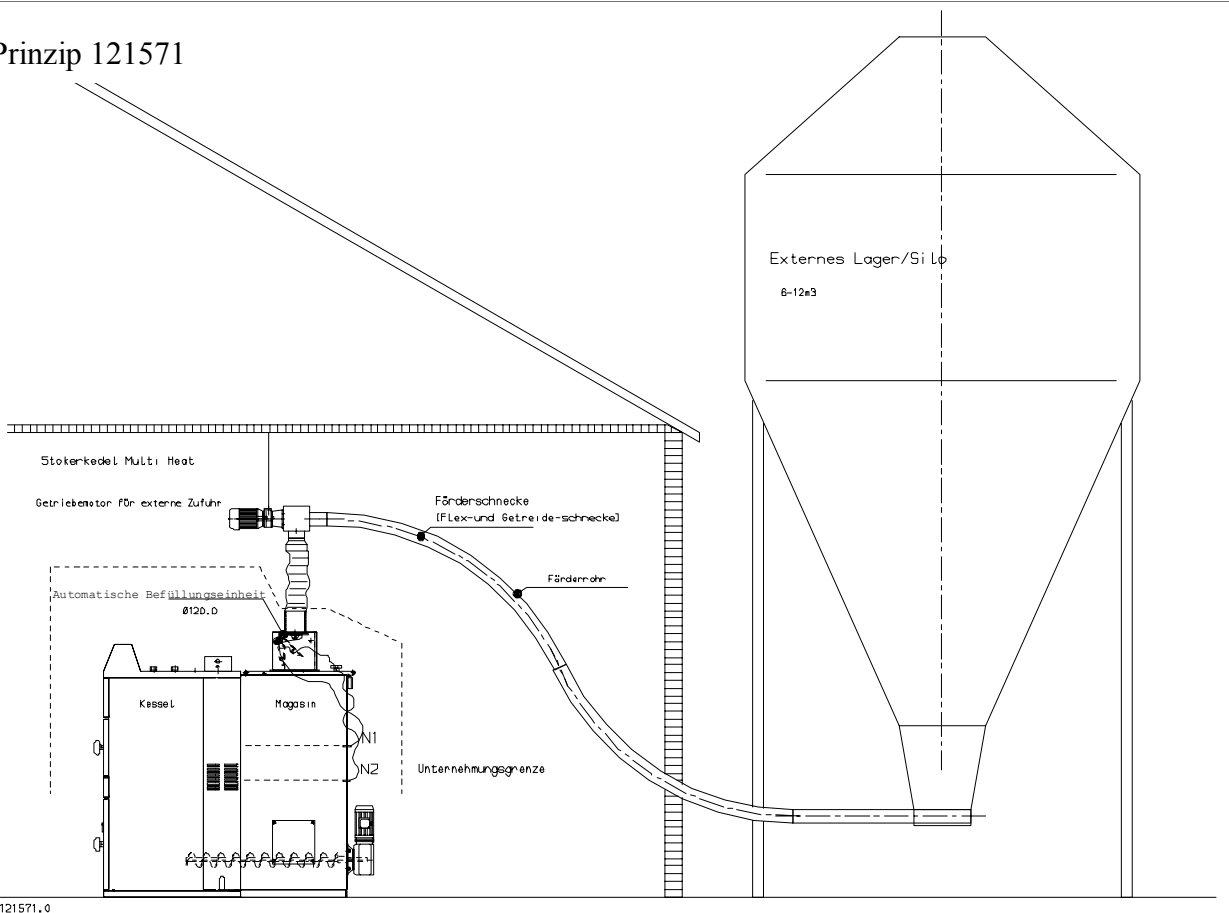 Prinzip 121571
Externes Lager/Silo
6-12m3
Stokerkedel Multi Heat
Getriebemotor für externe Zufuhr
Förderschnecke
[Flex-und Getreide-schnecke]
Förderrohr
Automatische Befüllungseinheit
Ø120.0
Kessel
Magasin
N1
N2
Unternehmungsgrenze
121571.0